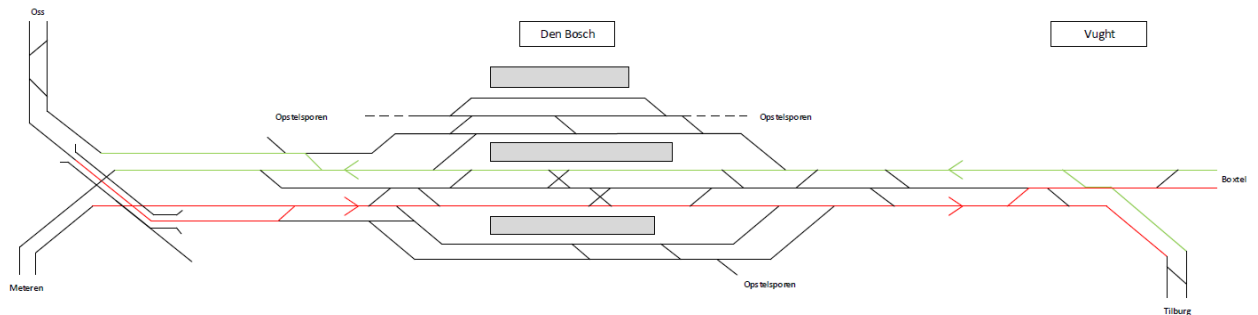 Oss
Den Bosch
Vught
Opstelsporen
Opstelsporen
Boxtel
Meteren
Opstelsporen
Tilburg